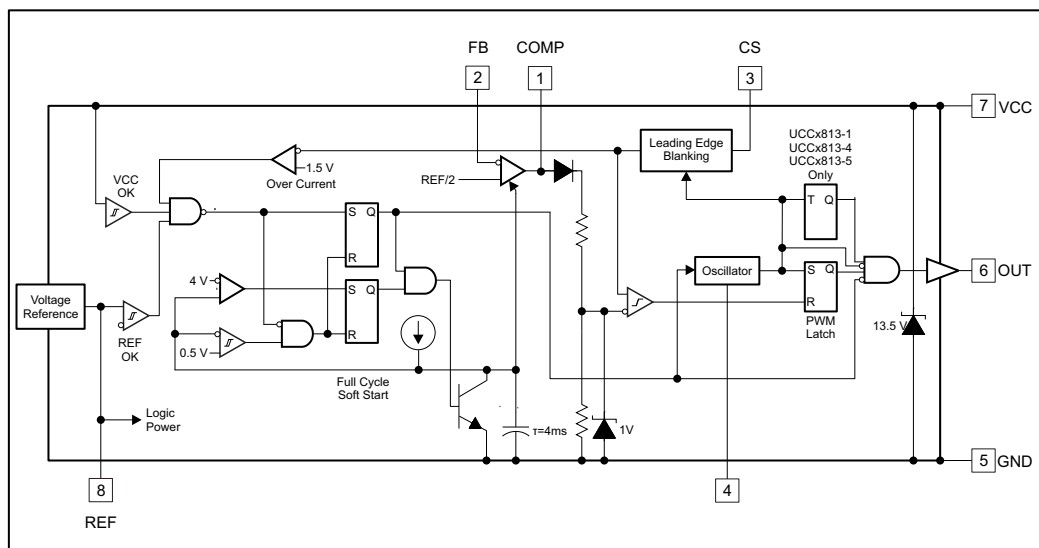 FB
COMP
CS
2
1
3
7
VCC
UCCx813-1
UCCx813-4
UCCx813-5
Only
Leading Edge
Blanking
1.5 V
Over Current
REF/2
VCC
OK
S Q
R
T Q
4 V
S Q
R
Oscillator
S Q
R
PWM
Latch
6
OUT
Voltage
Reference
REF
OK
0.5 V
13.5 V
Full Cycle
Soft Start
Logic
Power
τ=4ms
1V
5
GND
8
4
REF